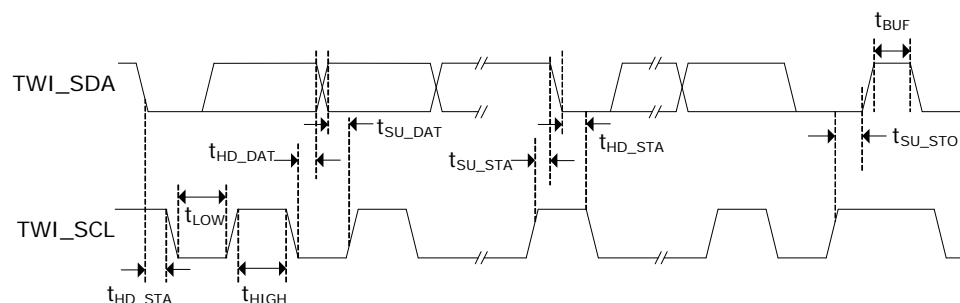 tBUF
TWI_SDA
tSU_DAT
tHD_DAT
tSU_STA
tHD_STA
tSU_STO
tLOW
TWI_SCL
tHD_STA
tHIGH